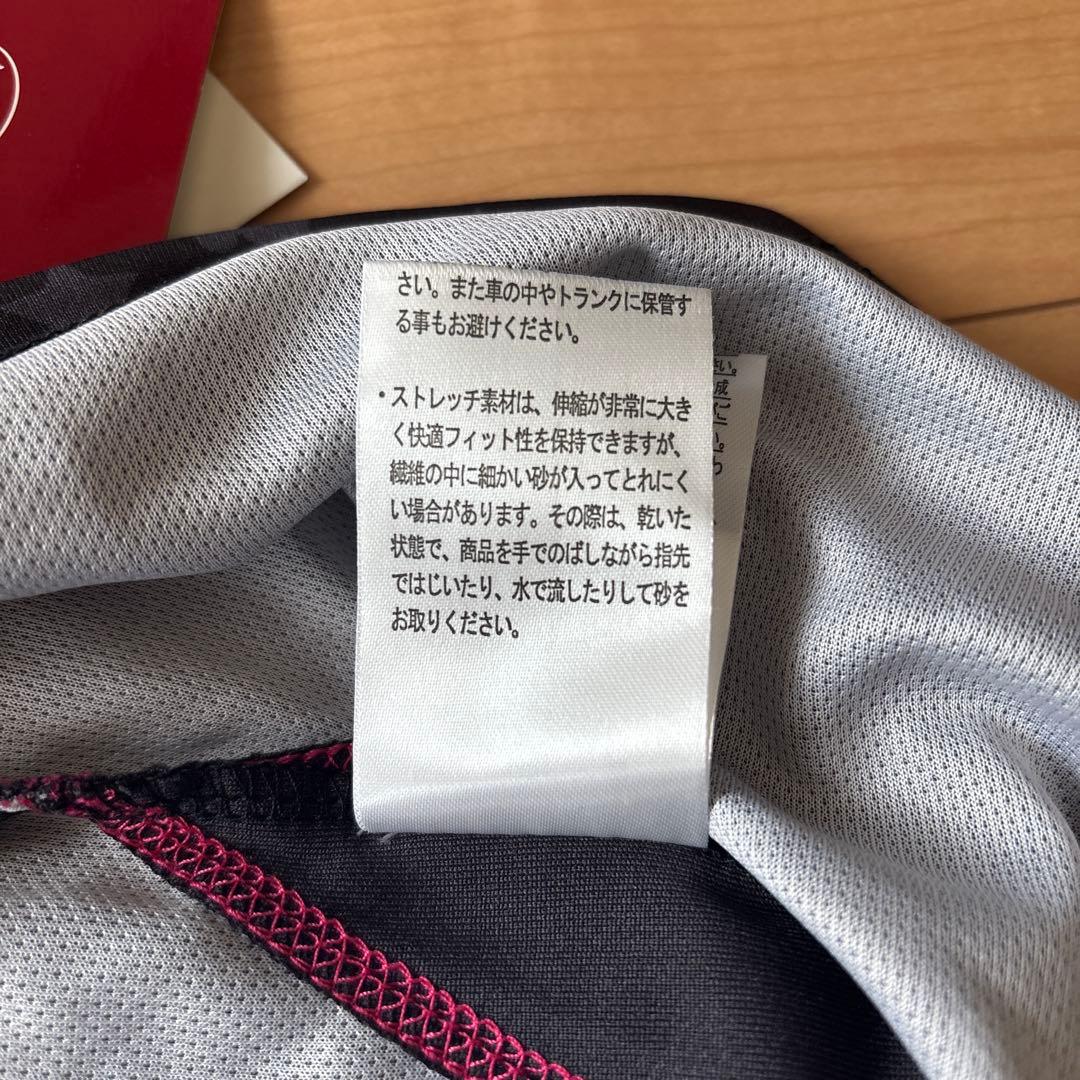 さい。また車の中やトランクに保管す
る事もお避けください。
・ストレッチ素材は、伸縮が非常に大き
く快適フィット性を保持できますが、
繊維の中に細かい砂が入ってとれにく
い場合があります。その際は、乾いた
状態で、商品を手でのばしながら指先
ではじいたり、水で流したりして砂を
お取りください。
さい。
成